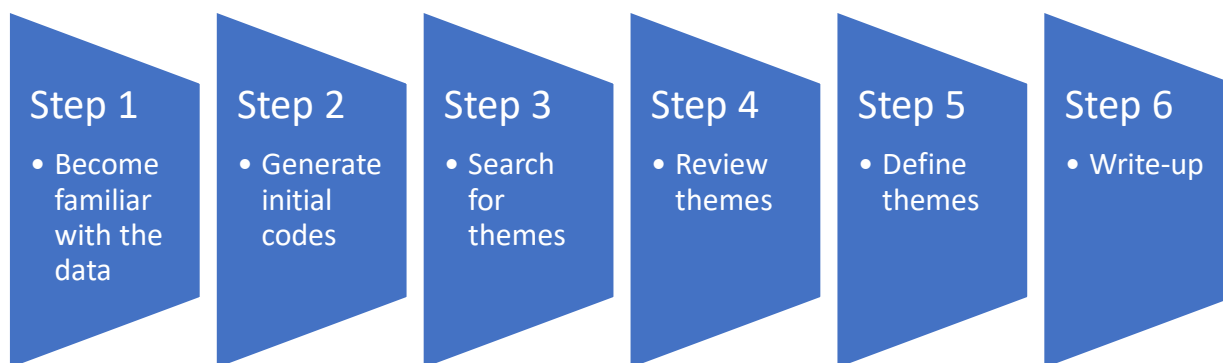 Step 1
• Become
familiar
with the
data
Step 2
• Generate
initial
codes
Step 3
• Search
for
themes
Step 4
• Review
themes
Step 5
• Define
themes
Step 6
• Write-up